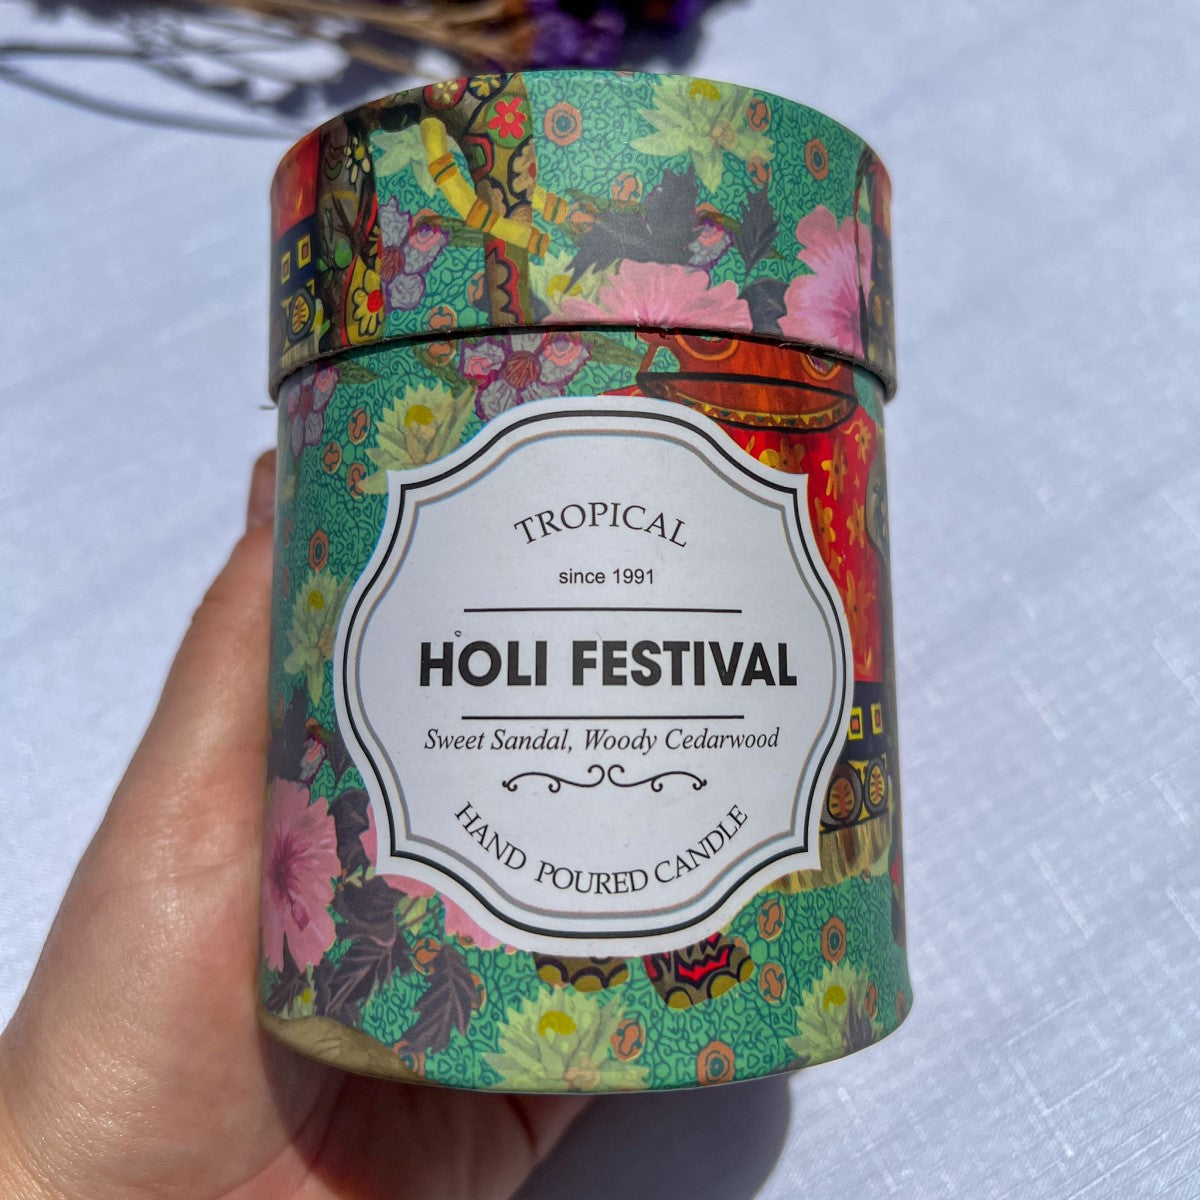 TROPICAL
since 1991
HOLI FESTIVAL
Sweet Sandal, Woody Cedarwood
HAND POURED CANDLE